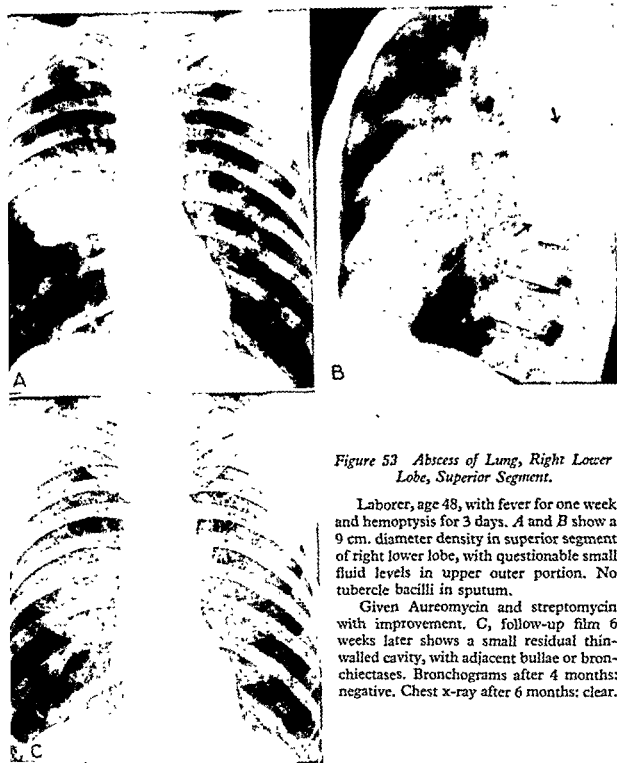 A
B
C
Figure 53 Abscess of Lung, Right Lower
Lobe, Superior Segment.
Laborer, age 48, with fever for one week
and hemoptysis for 3 days. A and B show a
9 cm. diameter density in superior segment
of right lower lobe, with questionable small
fluid levels in upper outer portion. No
tubercle bacilli in sputum.
Given Aureomycin and streptomycin
with improvement. C, follow-up film 6
weeks later shows a small residual thin-
walled cavity, with adjacent bullae or bron-
chiectases. Bronchograms after 4 months:
negative. Chest x-ray after 6 months: clear.